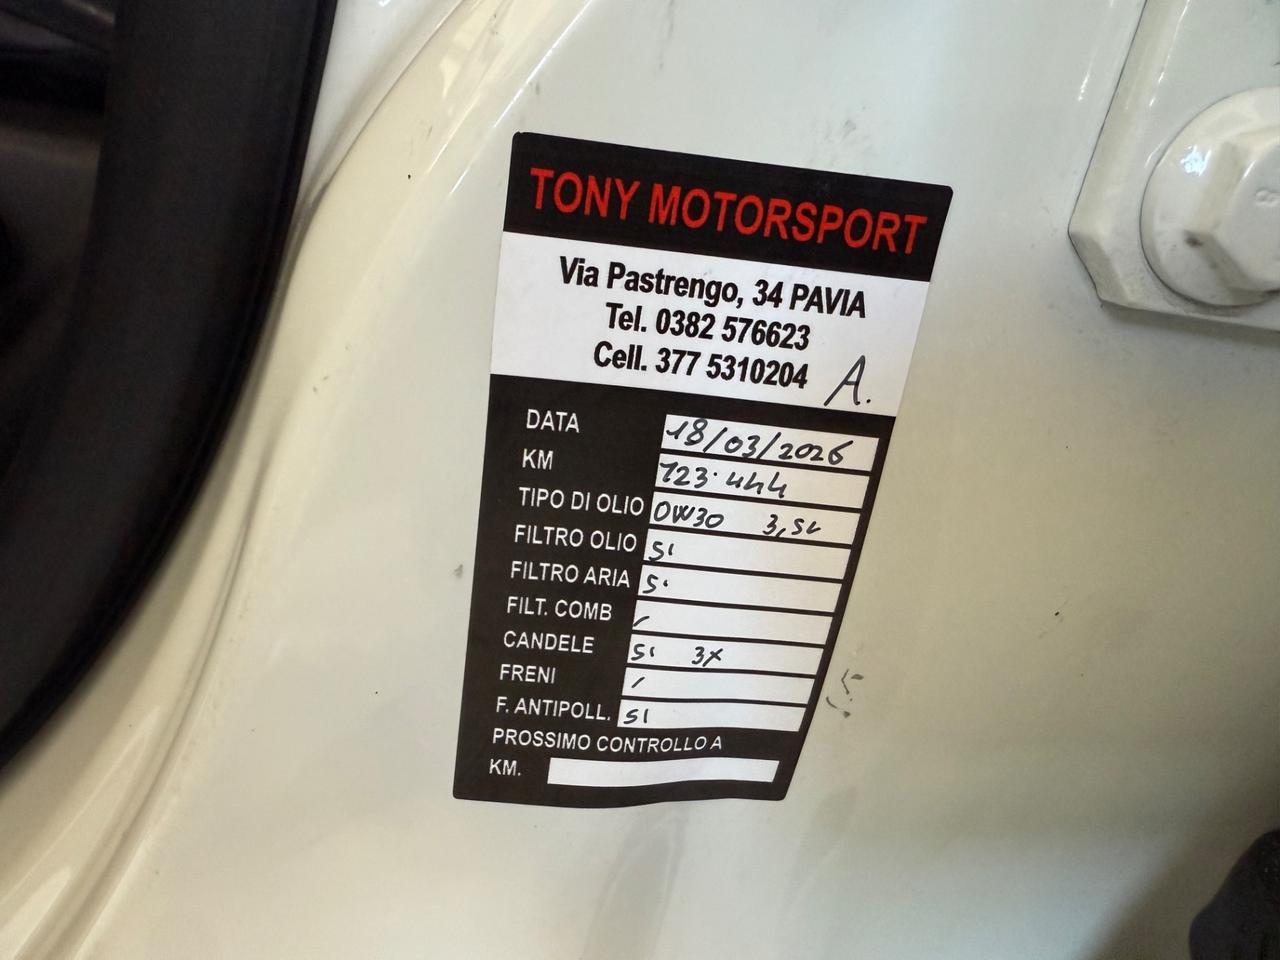 TONY MOTORSPORT
Via Pastrengo, 34 PAVIA
Tel. 0382 576623
Cell. 377 5310204 A.
DATA 18/03/2026
KM 123.444
TIPO DI OLIO 0W30 3,5L
FILTRO OLIO SI
FILTRO ARIA SI
FILT. COMB /
CANDELE SI 3X
FRENI /
F. ANTIPOLL. SI
PROSSIMO CONTROLLO A
KM.
8